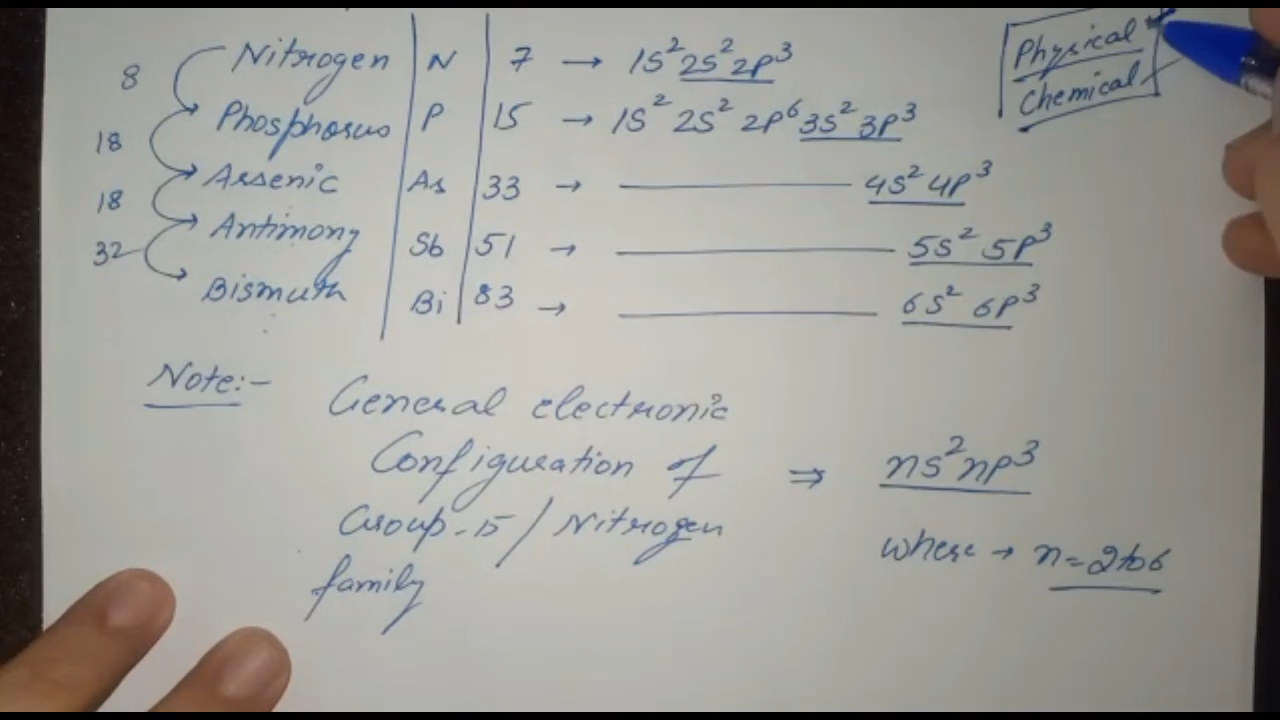 Nitrogen N 7 → 1s² 2s² 2p³
Physical
Chemical
8
Phosphorus P 15 → 1s² 2s² 2p⁶ 3s² 3p³
18
Arsenic As 33 → 4s² 4p³
18
Antimony Sb 51 → 5s² 5p³
32
Bismuth Bi 83 → 6s² 6p³
Note:-
General electronic
Configuration of ⇒ ns² np³
Group-15 / Nitrogen
family
where → n = 2 to 6